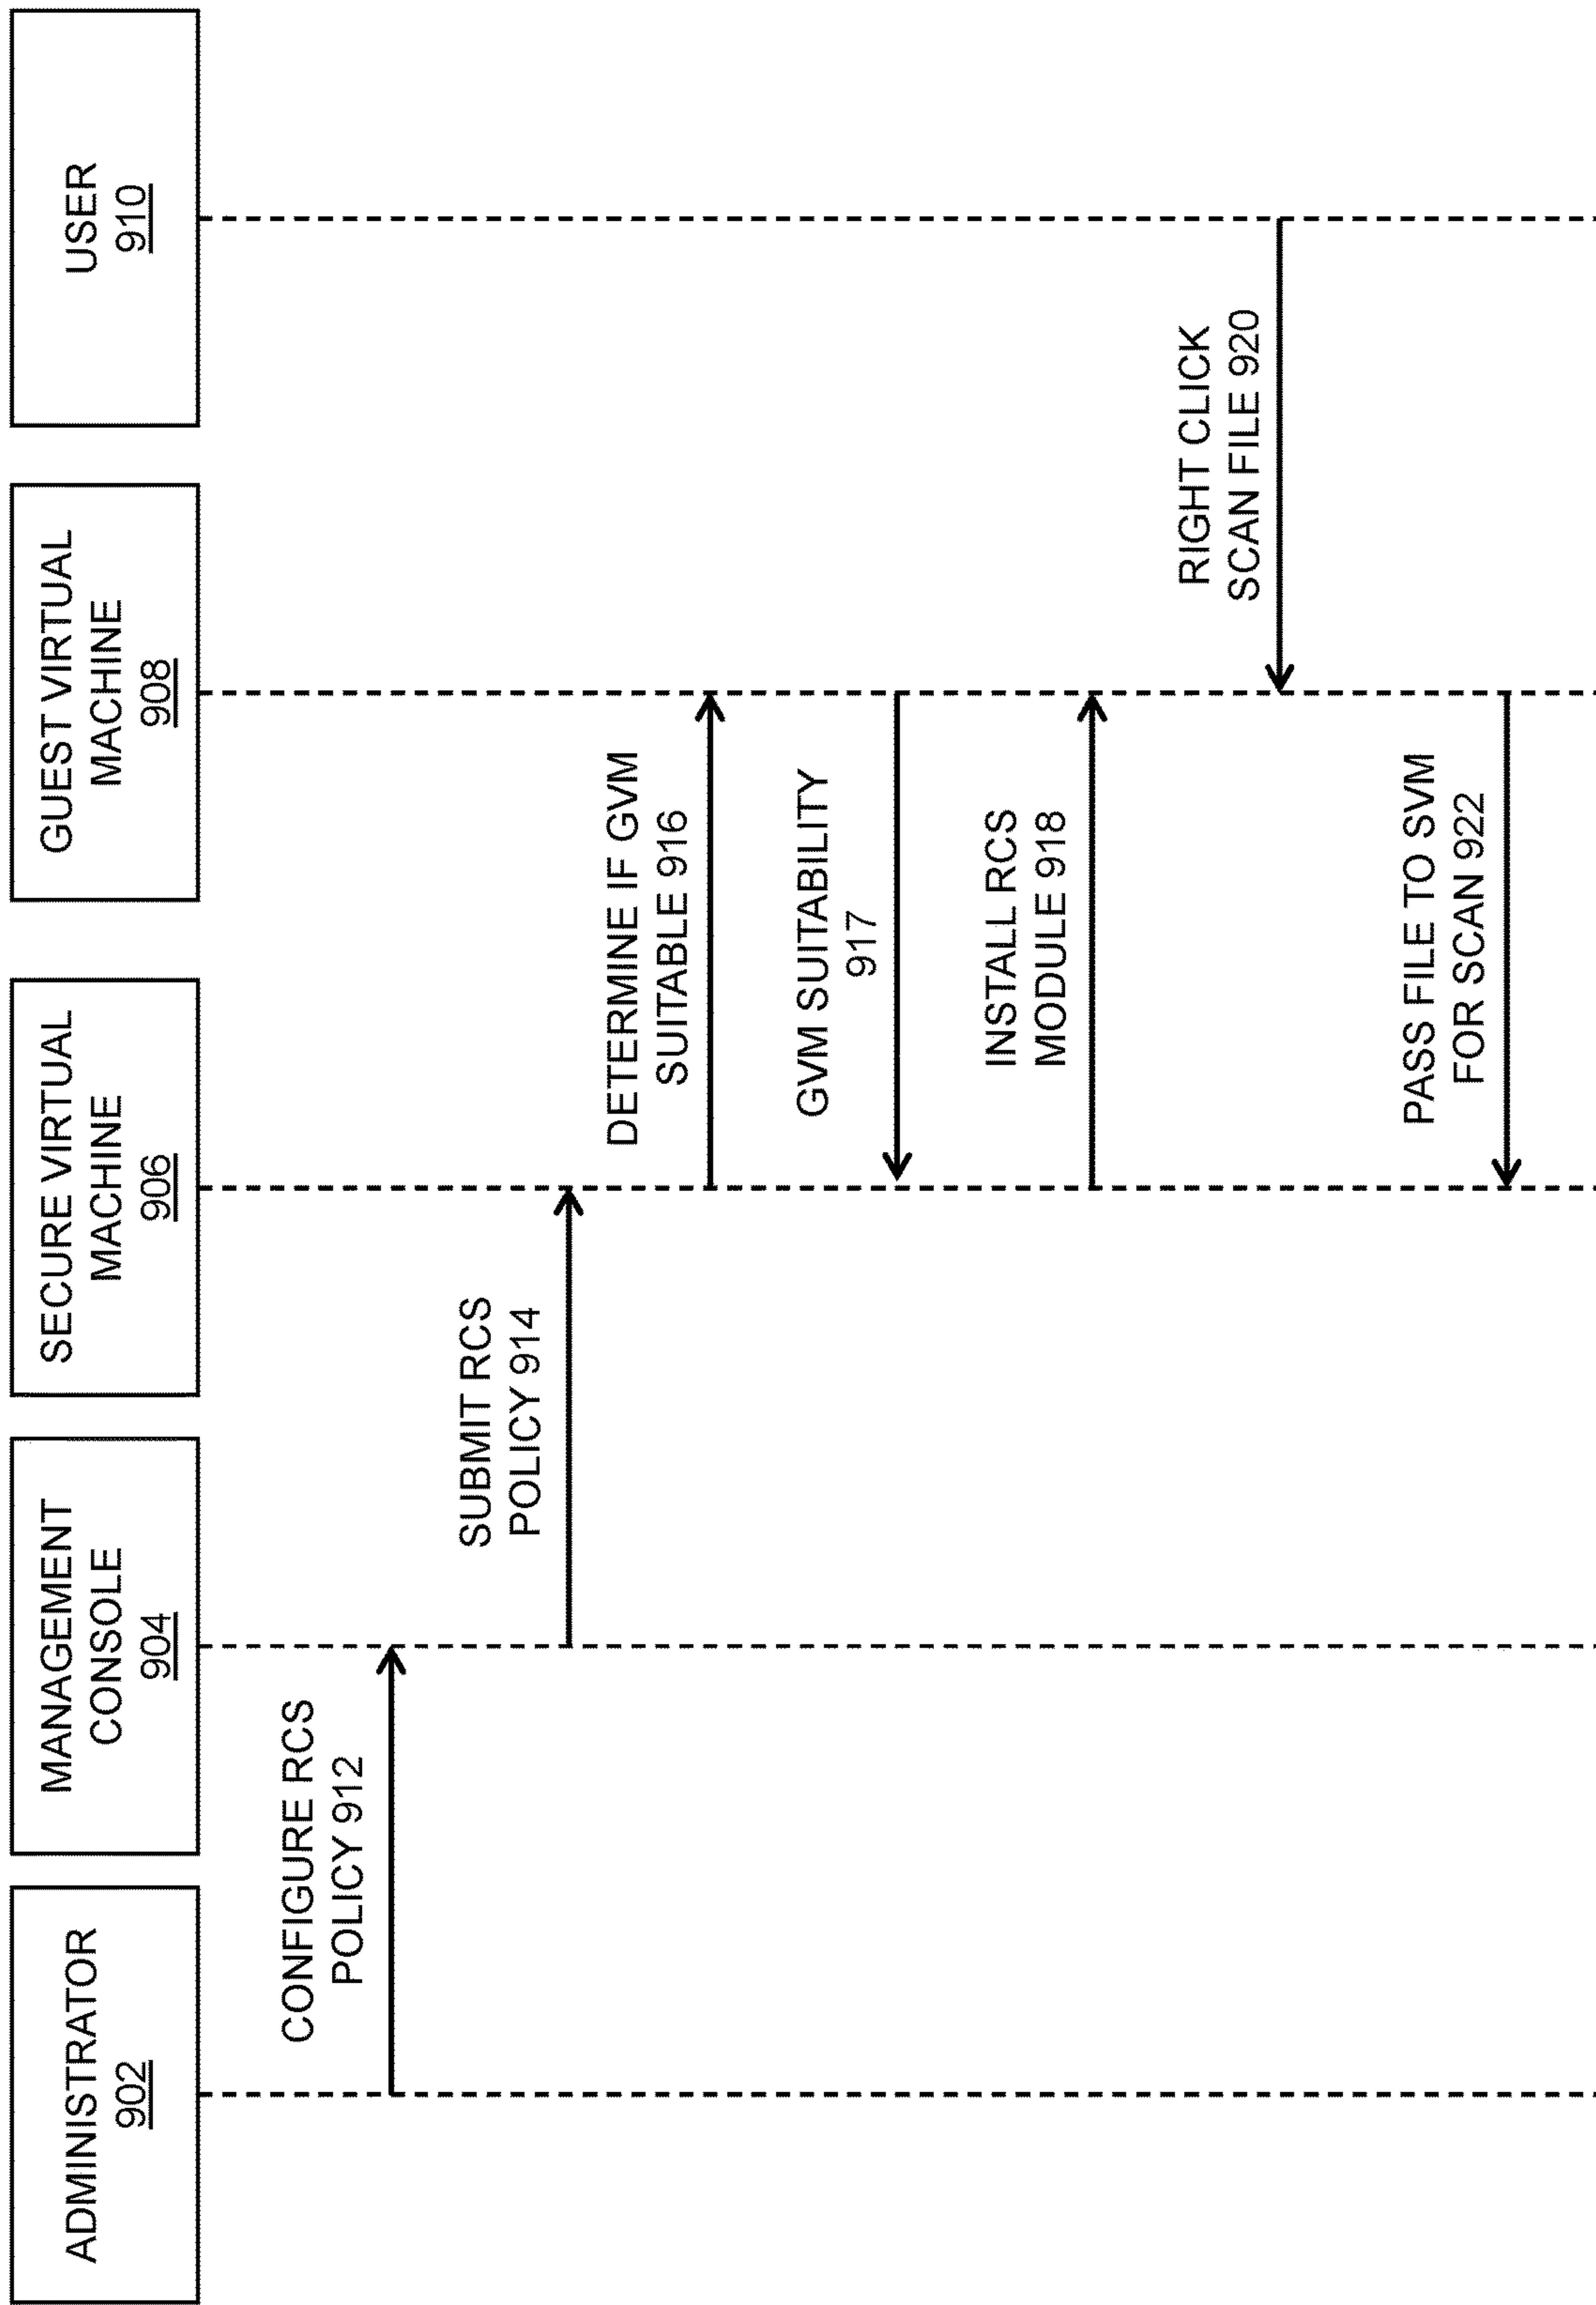 ADMINISTRATOR
902
MANAGEMENT
CONSOLE
904
SECURE VIRTUAL
MACHINE
906
GUEST VIRTUAL
MACHINE
908
USER
910
CONFIGURE RCS
POLICY 912
SUBMIT RCS
POLICY 914
DETERMINE IF GVM
SUITABLE 916
GVM SUITABILITY
917
INSTALL RCS
MODULE 918
RIGHT CLICK
SCAN FILE 920
PASS FILE TO SVM
FOR SCAN 922